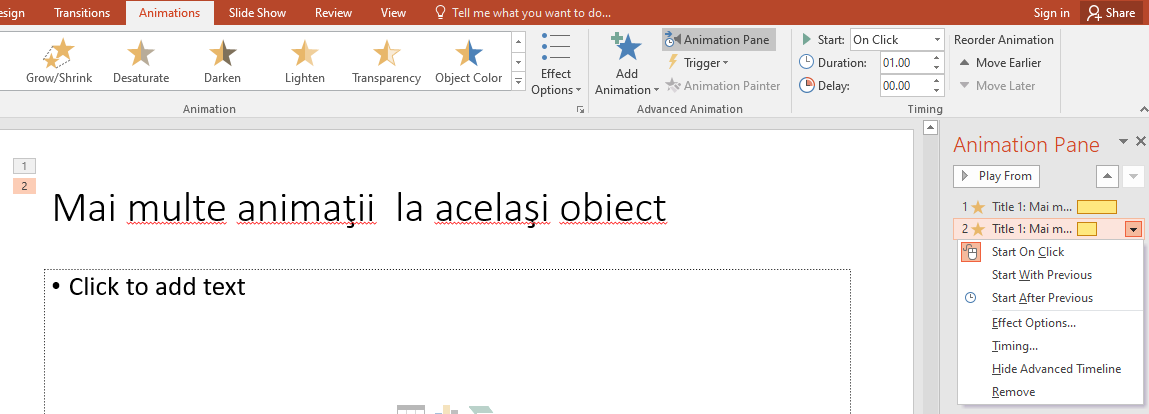 esign Transitions Animations Slide Show Review View Tell me what you want to do... Sign in Share
Grow/Shrink Desaturate Darken Lighten Transparency Object Color
Effect Options
Add Animation
Animation Pane
Trigger
Animation Painter
Start: On Click
Duration: 01.00
Delay: 00.00
Reorder Animation
Move Earlier
Move Later
Animation Advanced Animation Timing
1
2
Mai multe animaţii la acelaşi obiect
• Click to add text
Animation Pane
Play From
1 Title 1: Mai m...
2 Title 1: Mai m...
Start On Click
Start With Previous
Start After Previous
Effect Options...
Timing...
Hide Advanced Timeline
Remove